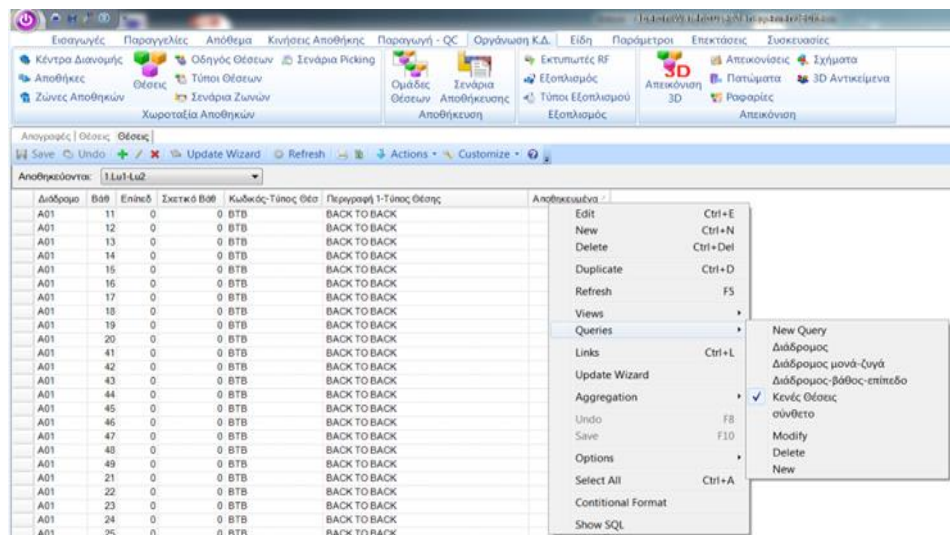 Εισαγωγές Παραγγελίες Απόθεμα Κινήσεις Αποθήκης Παραγωγή - QC Οργάνωση Κ.Δ. Είδη Παράμετροι Επεκτάσεις Συσκευασίες
Κέντρα Διανομής Οδηγός Θέσεων Σενάρια Picking Εκτυπωτές RF Απεικονίσεις Σχήματα
Αποθήκες Θέσεις Τύποι Θέσεων Ομάδες Θέσεων Σενάρια Αποθήκευσης Εξοπλισμός 3D Απεικόνιση 3D Πατώματα 3D Αντικείμενα
Ζώνες Αποθηκών Σενάρια Ζωνών Τύποι Εξοπλισμού Ραφαρίες
Χωροταξία Αποθηκών Αποθήκευση Εξοπλισμός Απεικόνιση
Απογραφές Θέσεις Θέσεις
Save Undo Update Wizard Refresh Actions Customize
Αποθηκεύονται: 1.Lu1-Lu2
Διάδρομο Βάθ Επίπεδ Σχετικό Βάθ Κωδικός-Τύπος Θέσ Περιγραφή 1-Τύπος Θέσης Αποθηκευμένα
A01 11 0 0 BTB BACK TO BACK
A01 12 0 0 BTB BACK TO BACK
A01 13 0 0 BTB BACK TO BACK
A01 14 0 0 BTB BACK TO BACK
A01 15 0 0 BTB BACK TO BACK
A01 16 0 0 BTB BACK TO BACK
A01 17 0 0 BTB BACK TO BACK
A01 18 0 0 BTB BACK TO BACK
A01 19 0 0 BTB BACK TO BACK
A01 20 0 0 BTB BACK TO BACK
A01 41 0 0 BTB BACK TO BACK
A01 42 0 0 BTB BACK TO BACK
A01 43 0 0 BTB BACK TO BACK
A01 44 0 0 BTB BACK TO BACK
A01 45 0 0 BTB BACK TO BACK
A01 46 0 0 BTB BACK TO BACK
A01 47 0 0 BTB BACK TO BACK
A01 48 0 0 BTB BACK TO BACK
A01 49 0 0 BTB BACK TO BACK
A01 21 0 0 BTB BACK TO BACK
A01 22 0 0 BTB BACK TO BACK
A01 23 0 0 BTB BACK TO BACK
A01 24 0 0 BTB BACK TO BACK
A01 25 0 0 BTB BACK TO BACK
Edit Ctrl+E
New Ctrl+N
Delete Ctrl+Del
Duplicate Ctrl+D
Refresh F5
Views
Queries
Links Ctrl+L
Update Wizard
Aggregation
Undo F8
Save F10
Options
Select All Ctrl+A
Contitional Format
Show SQL
New Query
Διάδρομος
Διάδρομος μονά-ζυγά
Διάδρομος-βάθος-επίπεδο
Κενές Θέσεις
σύνθετο
Modify
Delete
New